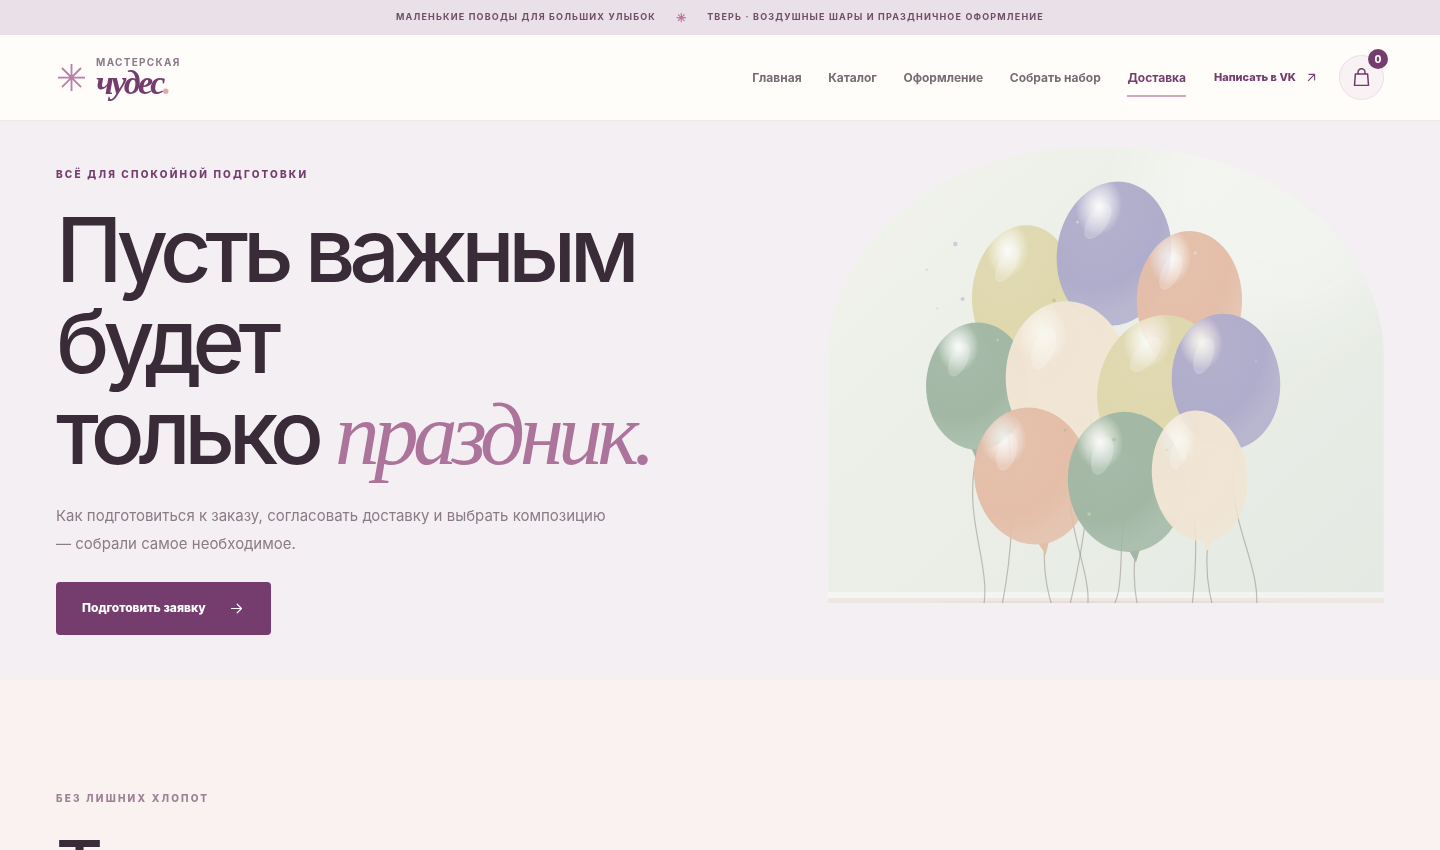 МАЛЕНЬКИЕ ПОВОДЫ ДЛЯ БОЛЬШИХ УЛЫБОК ✳ ТВЕРЬ · ВОЗДУШНЫЕ ШАРЫ И ПРАЗДНИЧНОЕ ОФОРМЛЕНИЕ
МАСТЕРСКАЯ
чудес.
Главная Каталог Оформление Собрать набор Доставка Написать в VK ↗ 0
ВСЁ ДЛЯ СПОКОЙНОЙ ПОДГОТОВКИ
Пусть важным
будет
только праздник.
Как подготовиться к заказу, согласовать доставку и выбрать композицию
— собрали самое необходимое.
Подготовить заявку →
БЕЗ ЛИШНИХ ХЛОПОТ